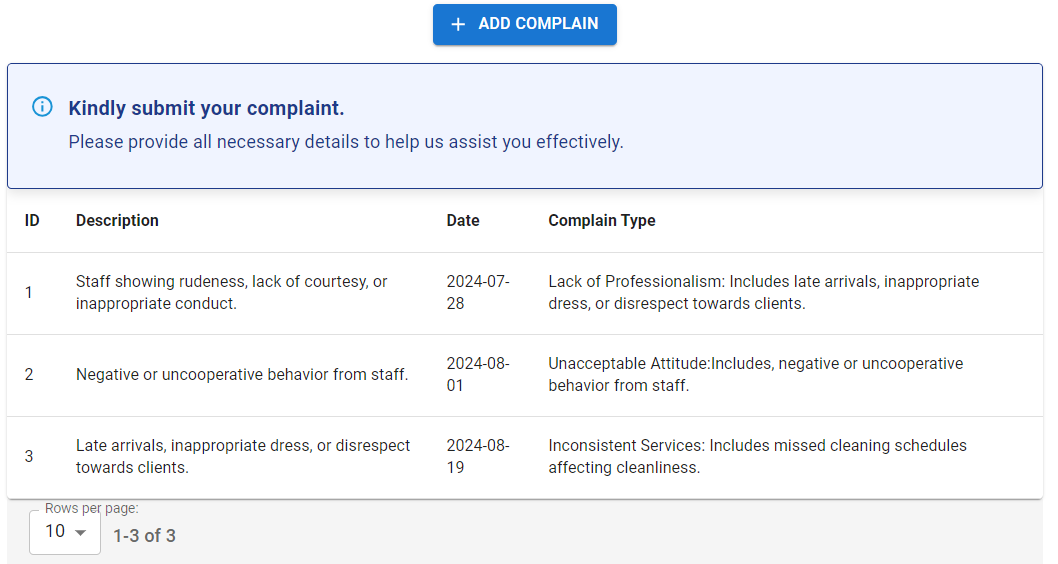 + ADD COMPLAIN
Kindly submit your complaint.
Please provide all necessary details to help us assist you effectively.
ID Description Date Complain Type
1 Staff showing rudeness, lack of courtesy, or
inappropriate conduct.
2024-07-
28
Lack of Professionalism: Includes late arrivals, inappropriate
dress, or disrespect towards clients.
2 Negative or uncooperative behavior from staff.
2024-08-
01
Unacceptable Attitude:Includes, negative or uncooperative
behavior from staff.
3 Late arrivals, inappropriate dress, or disrespect
towards clients.
2024-08-
19
Inconsistent Services: Includes missed cleaning schedules
affecting cleanliness.
Rows per page:
10
1-3 of 3